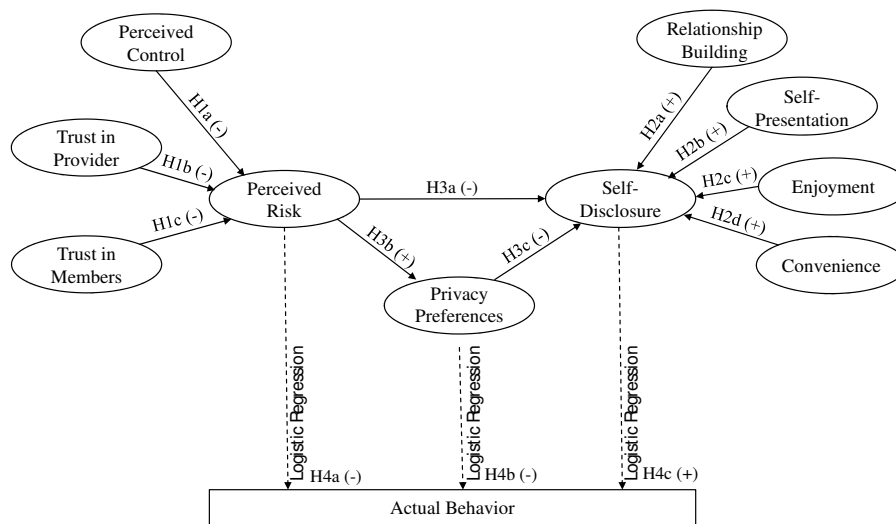 Perceived
Control
Relationship
Building
Self-
Presentation
Trust in
Provider
H1a (-)
H2a (+)
H2b (+)
H1b (-)
Perceived
Risk
H3a (-)
Self-
Disclosure
H2c (+)
Enjoyment
H1c (-)
H2d (+)
Trust in
Members
H3b (+)
H3c (-)
Convenience
Privacy
Preferences
Logistic Regression
Logistic Regression
Logistic Regression
H4a (-)
H4b (-)
H4c (+)
Actual Behavior